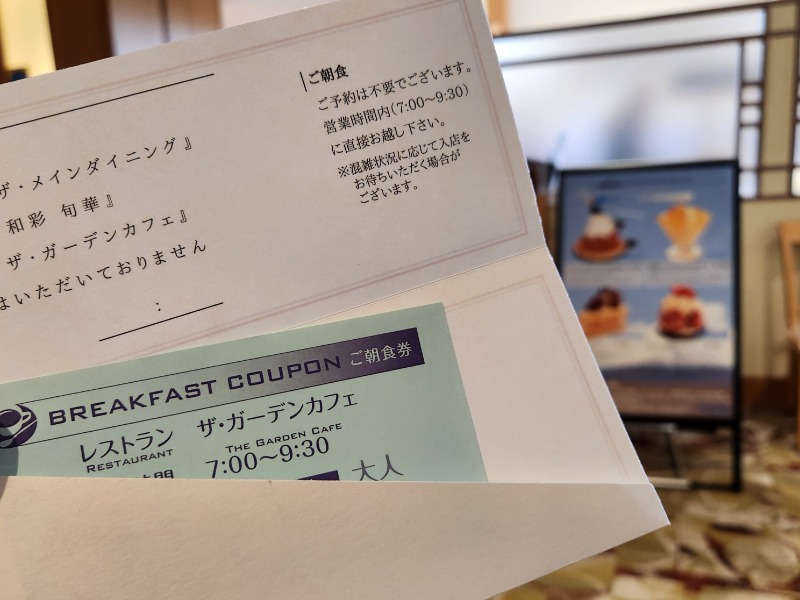 ザ・メインダイニング』
和彩 旬華』
ザ・ガーデンカフェ』
はいただいておりません
:
ご朝食
ご予約は不要でございます。
営業時間内(7:00〜9:30)
に直接お越し下さい。
※混雑状況に応じて入店を
お待ちいただく場合が
ございます。
BREAKFAST COUPON ご朝食券
レストラン ザ・ガーデンカフェ
RESTAURANT THE GARDEN CAFE
7:00〜9:30
大人